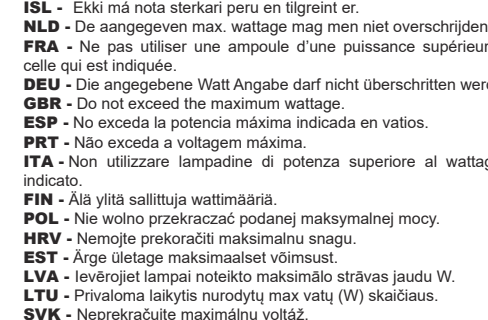 ISL - Ekki má nota sterkari peru en tilgreint er.
NLD - De aangegeven max. wattage mag men niet overschrijden
FRA - Ne pas utiliser une ampoule d’une puissance supérieur
celle qui est indiquée.
DEU - Die angegebene Watt Angabe darf nicht überschritten wer
GBR - Do not exceed the maximum wattage.
ESP - No exceda la potencia máxima indicada en vatios.
PRT - Não exceda a voltagem máxima.
ITA - Non utilizzare lampadine di potenza superiore al wattag
indicato.
FIN - Älä ylitä sallittuja wattimääriä.
POL - Nie wolno przekraczać podanej maksymalnej mocy.
HRV - Nemojte prekoračiti maksimalnu snagu.
EST - Ärge ületage maksimaalset võimsust.
LVA - Ievērojiet lampai noteikto maksimālo strāvas jaudu W.
LTU - Privaloma laikytis nurodytų max vatų (W) skaičiaus.
SVK - Neprekračujte maximálnu voltáž.